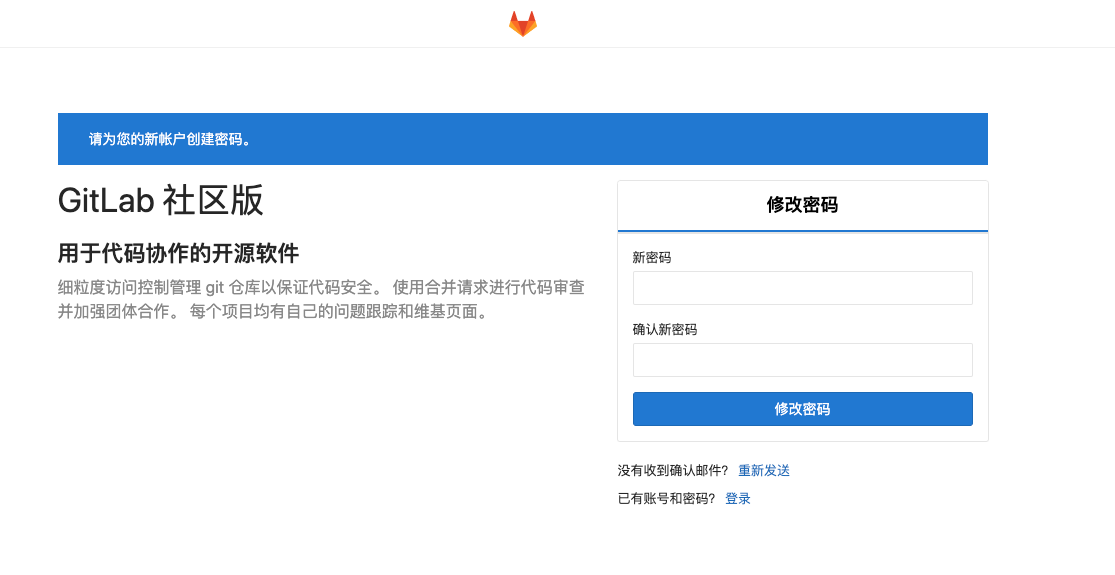 请为您的新帐户创建密码。
GitLab 社区版
用于代码协作的开源软件
细粒度访问控制管理 git 仓库以保证代码安全。 使用合并请求进行代码审查
并加强团体合作。 每个项目均有自己的问题跟踪和维基页面。
修改密码
新密码
确认新密码
修改密码
没有收到确认邮件? 重新发送
已有账号和密码? 登录